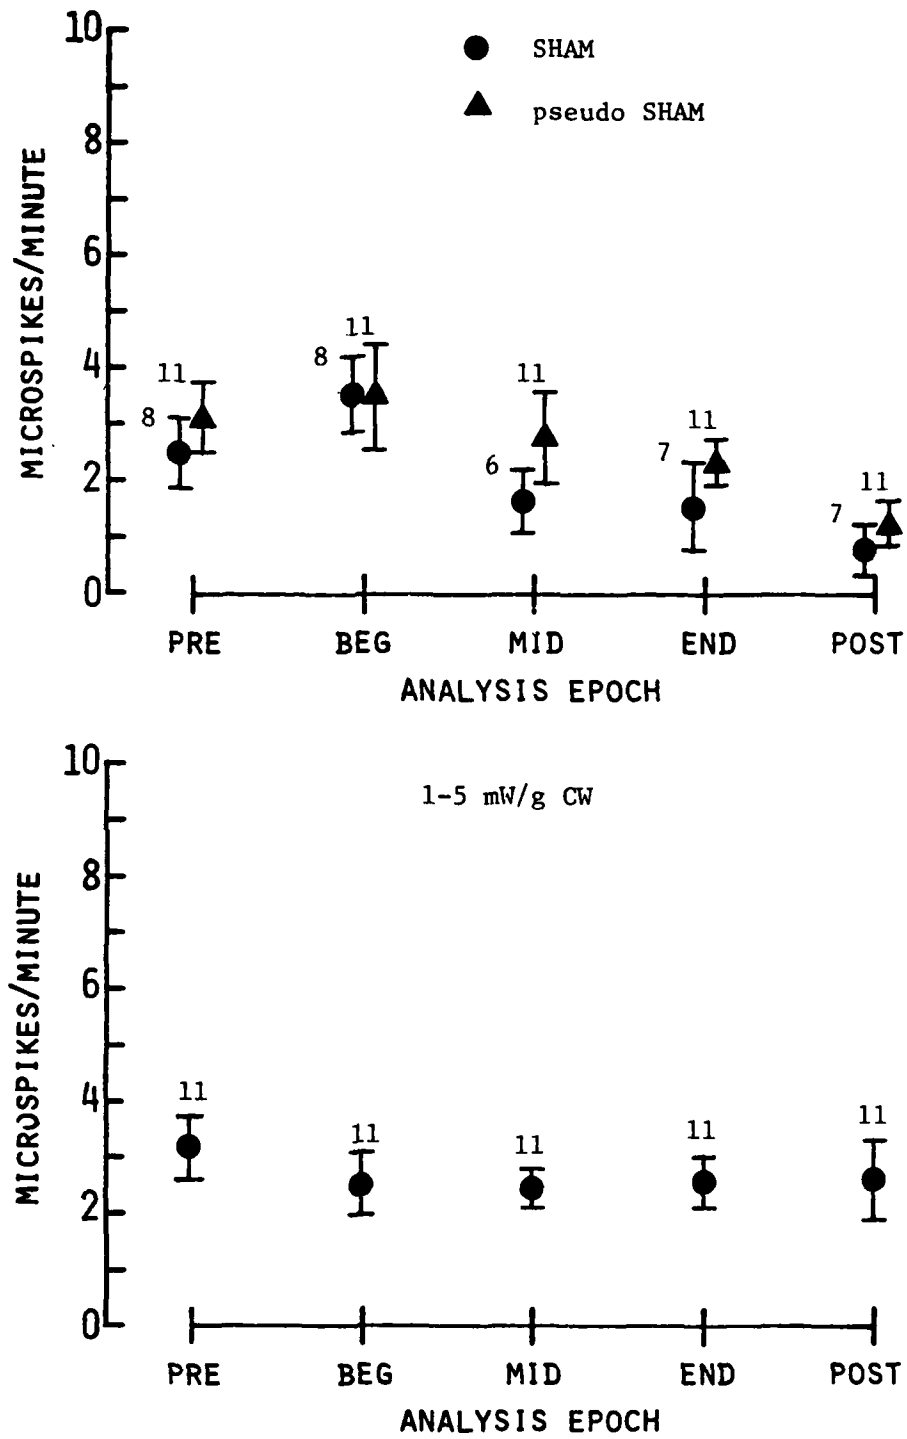 10
SHAM
pseudo SHAM
8
6
4
2
0
MICROSPIKES/MINUTE
11
8
11
8
11
6
11
7
11
7
PRE BEG MID END POST
ANALYSIS EPOCH
10
1-5 mW/g CW
8
6
4
2
0
MICROSPIKES/MINUTE
11 11 11 11 11
PRE BEG MID END POST
ANALYSIS EPOCH